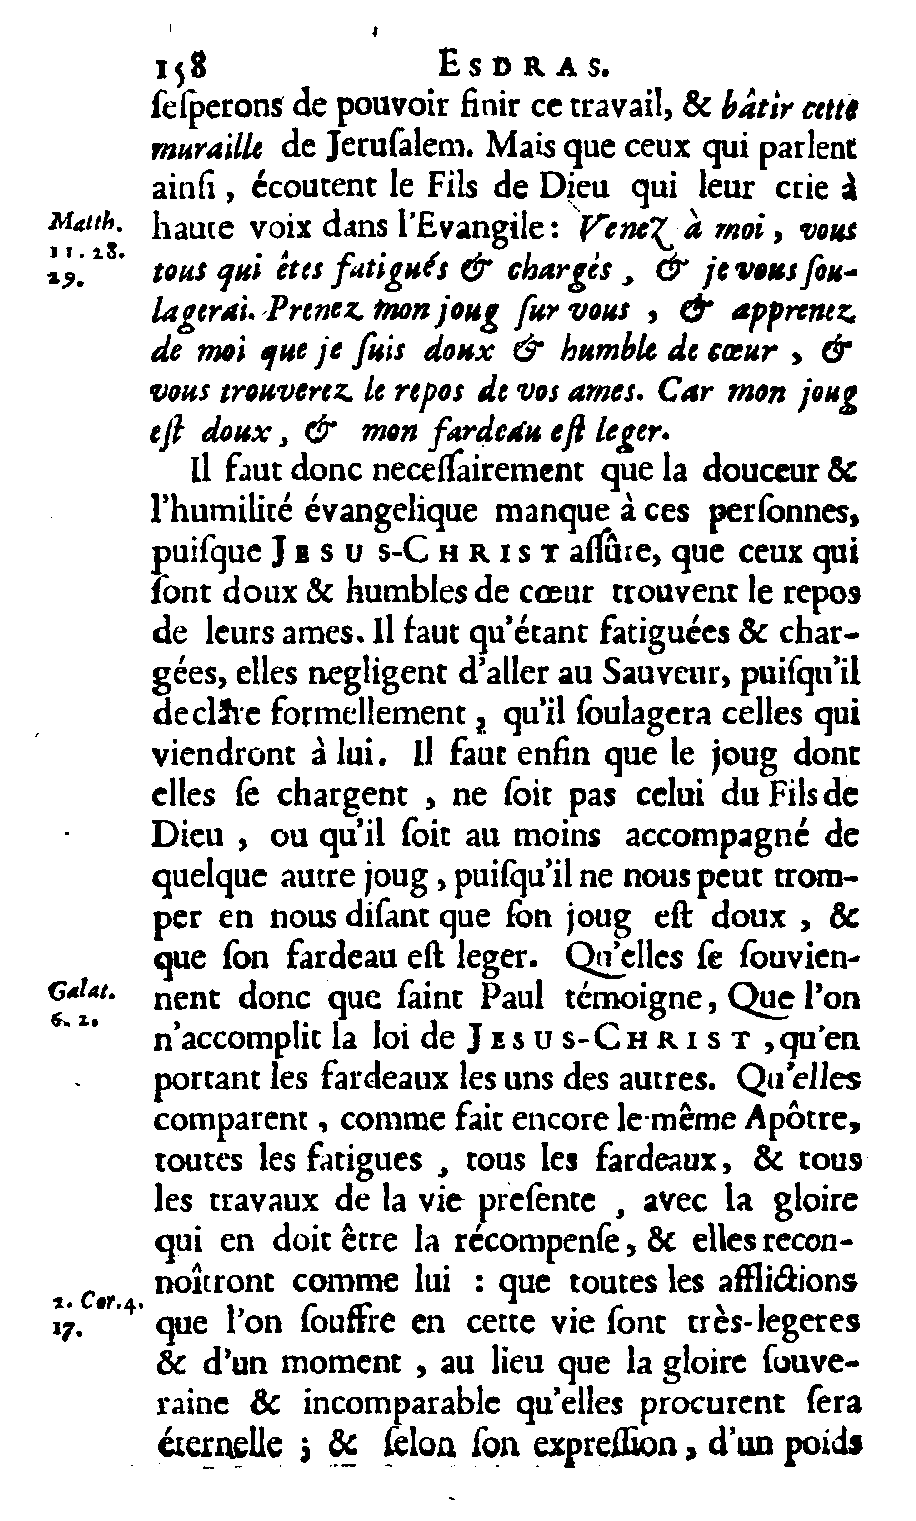 158 ESDRAS.
ſeſperons de pouvoir finir ce travail, & bâtir cette
muraille de Jeruſalem. Mais que ceux qui parlent
ainſi, écoutent le Fils de Dieu qui leur crie à
Matth. haute voix dans l'Evangile: Venez à moi, vous
11. 28. tous qui êtes fatigués & chargés, & je vous ſou-
29. lagerai. Prenez mon joug ſur vous, & apprenez
de moi que je ſuis doux & humble de cœur, &
vous trouverez le repos de vos ames. Car mon joug
eſt doux, & mon fardeau eſt leger.
Il faut donc neceſſairement que la douceur &
l'humilité évangelique manque à ces perſonnes,
puiſque JESUS-CHRIST aſſûre, que ceux qui
ſont doux & humbles de cœur trouvent le repos
de leurs ames. Il faut qu'étant fatiguées & char-
gées, elles negligent d'aller au Sauveur, puiſqu'il
declare formellement, qu'il ſoulagera celles qui
viendront à lui. Il faut enfin que le joug dont
elles ſe chargent, ne ſoit pas celui du Fils de
Dieu, ou qu'il ſoit au moins accompagné de
quelque autre joug, puiſqu'il ne nous peut trom-
per en nous diſant que ſon joug eſt doux, &
que ſon fardeau eſt leger. Qu'elles ſe ſouvien-
Galat. nent donc que ſaint Paul témoigne, Que l'on
6. 2. n'accomplit la loi de JESUS-CHRIST, qu'en
portant les fardeaux les uns des autres. Qu'elles
comparent, comme fait encore le même Apôtre,
toutes les fatigues, tous les fardeaux, & tous
les travaux de la vie preſente, avec la gloire
qui en doit être la récompenſe, & elles recon-
noîtront comme lui : que toutes les afflictions
2. Cor. 4. que l'on ſouffre en cette vie ſont très-legeres
17. & d'un moment, au lieu que la gloire ſouve-
raine & incomparable qu'elles procurent ſera
éternelle; & ſelon ſon expreſſion, d'un poids